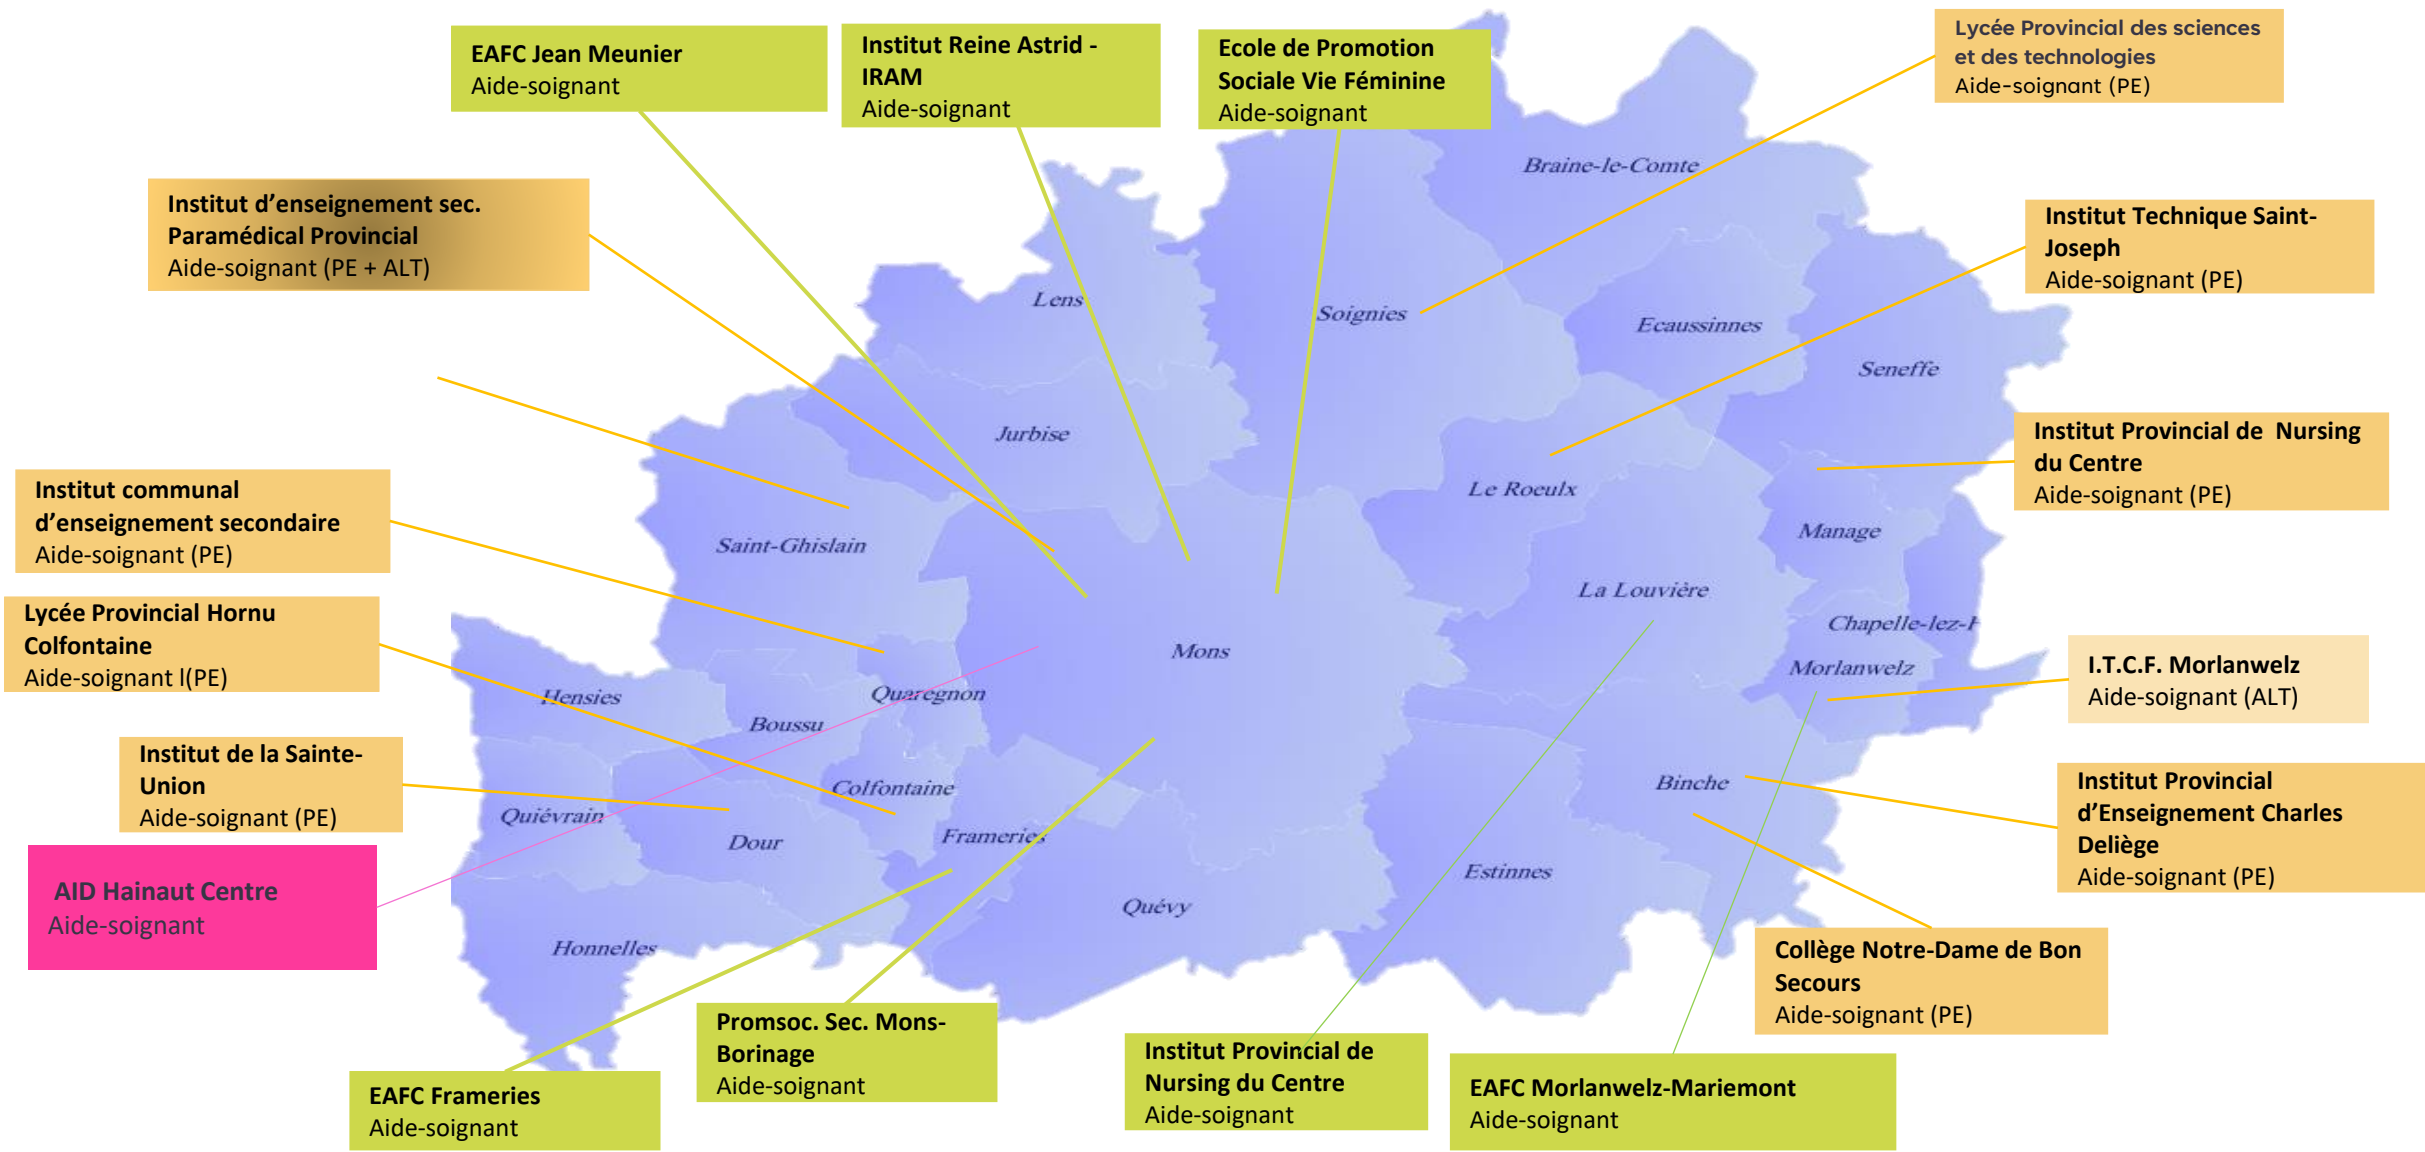 EAFC Jean Meunier
Aide-soignant
Institut Reine Astrid -
IRAM
Aide-soignant
Ecole de Promotion
Sociale Vie Féminine
Aide-soignant
Lycée Provincial des sciences
et des technologies
Aide-soignant (PE)
Institut d’enseignement sec.
Paramédical Provincial
Aide-soignant (PE + ALT)
Institut Technique Saint-
Joseph
Aide-soignant (PE)
Institut Provincial de Nursing
du Centre
Aide-soignant (PE)
Institut communal
d’enseignement secondaire
Aide-soignant (PE)
Lycée Provincial Hornu
Colfontaine
Aide-soignant l(PE)
I.T.C.F. Morlanwelz
Aide-soignant (ALT)
Institut de la Sainte-
Union
Aide-soignant (PE)
Institut Provincial
d’Enseignement Charles
Deliège
Aide-soignant (PE)
AID Hainaut Centre
Aide-soignant
Collège Notre-Dame de Bon
Secours
Aide-soignant (PE)
Promsoc. Sec. Mons-
Borinage
Aide-soignant
Institut Provincial de
Nursing du Centre
Aide-soignant
EAFC Frameries
Aide-soignant
EAFC Morlanwelz-Mariemont
Aide-soignant
Braine-le-Comte
Lens
Soignies
Ecaussinnes
Seneffe
Jurbise
Le Roeulx
Saint-Ghislain
Manage
La Louvière
Chapelle-lez-H
Mons
Morlanwelz
Hensies
Quaregnon
Boussu
Binche
Colfontaine
Quiévrain
Frameries
Dour
Estinnes
Quévy
Honnelles